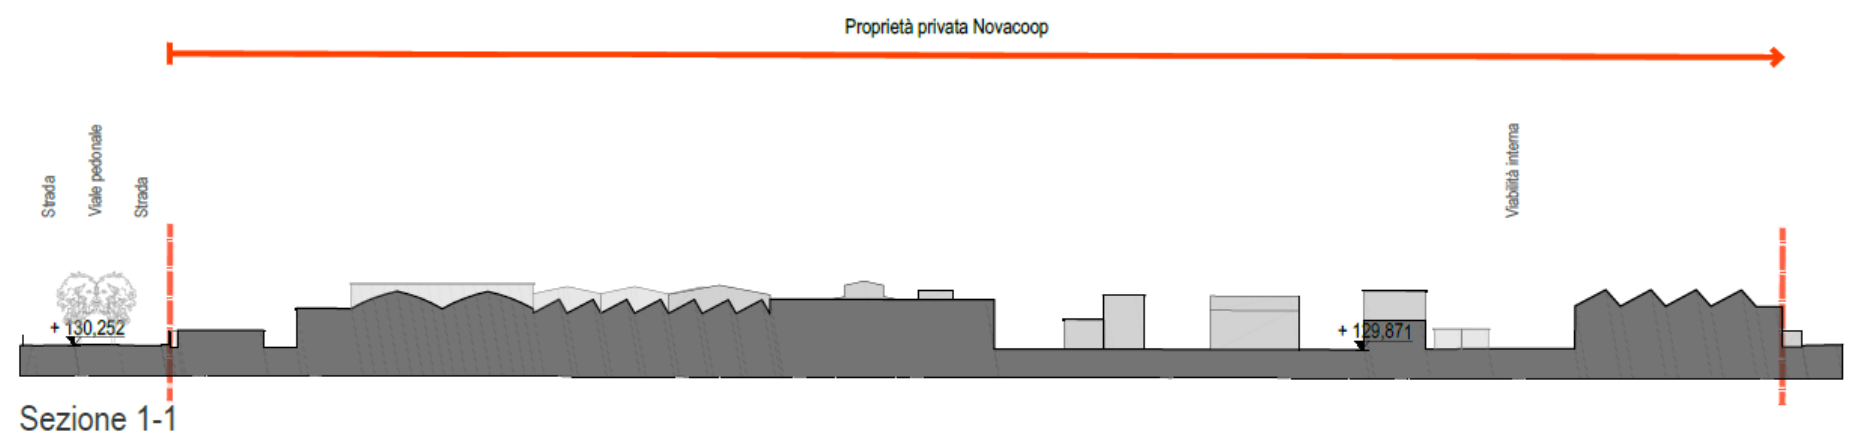 Proprietà privata Novacoop
Strada
Viale pedonale
Strada
Viabilità interna
+ 130,252
+ 129,871
Sezione 1-1